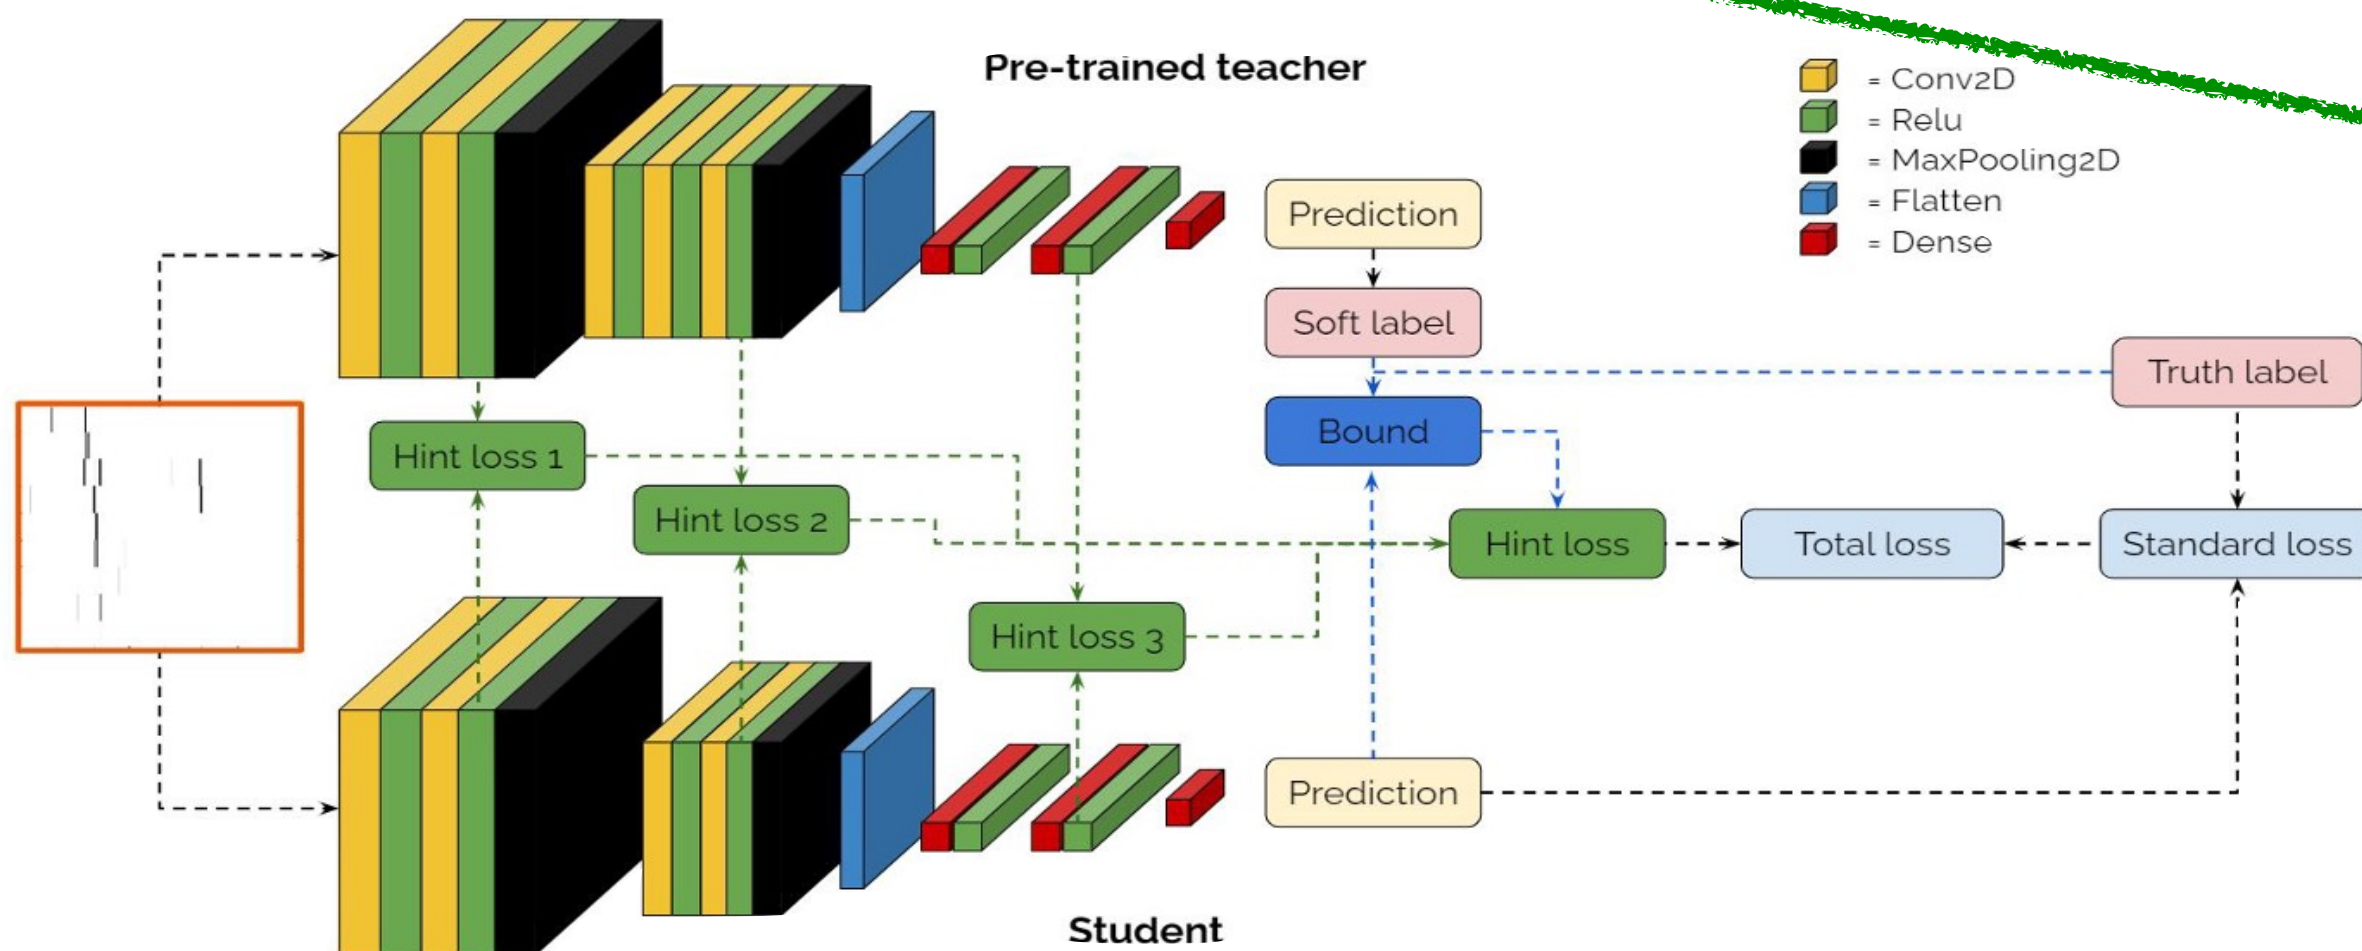 Pre-trained teacher
= Conv2D
= Relu
= MaxPooling2D
= Flatten
= Dense
Prediction
Soft label
Truth label
Bound
Hint loss 1
Hint loss 2
Hint loss
Total loss
Standard loss
Hint loss 3
Prediction
Student